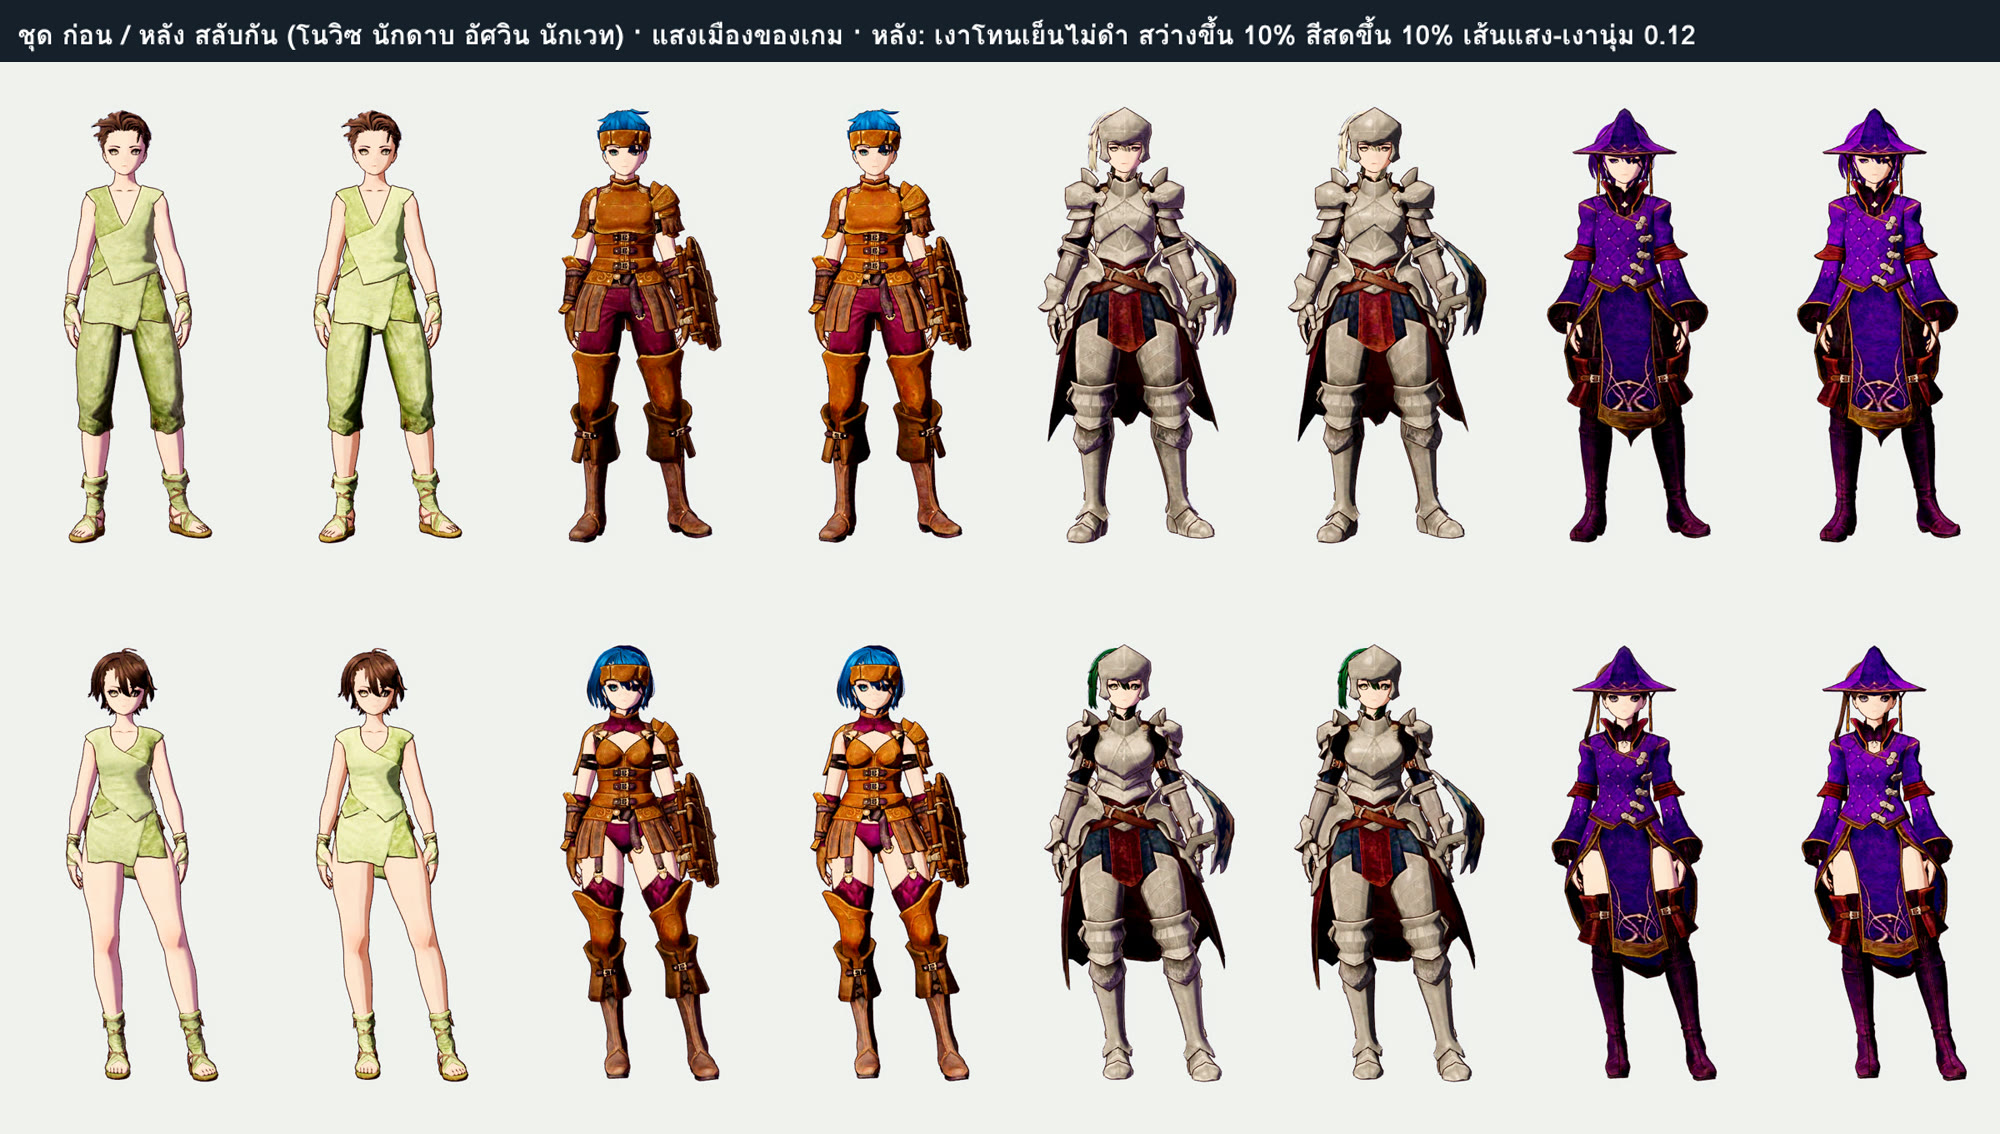 ชุด ก่อน / หลัง สลับกัน (โนวิซ นักดาบ อัศวิน นักเวท) · แสงเมืองของเกม · หลัง: เงาโทนเย็นไม่ดำ สว่างขึ้น 10% สีสดขึ้น 10% เส้นแสง-เงานุ่ม 0.12